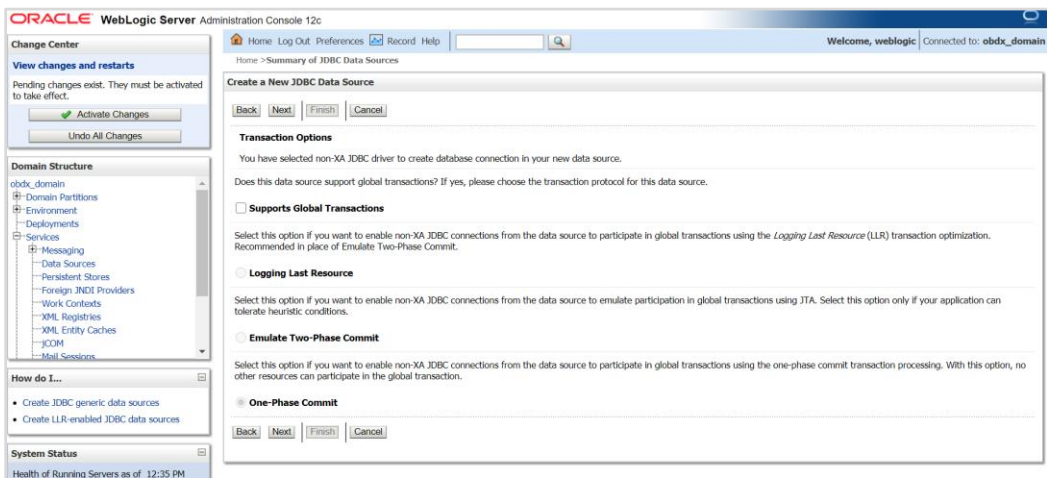 ORACLE WebLogic Server Administration Console 12c
Change Center
View changes and restarts
Pending changes exist. They must be activated
to take effect.
Activate Changes
Undo All Changes
Domain Structure
obdx_domain
Domain Partitions
Environment
Deployments
Services
Messaging
Data Sources
Persistent Stores
Foreign JNDI Providers
Work Contexts
XML Registries
XML Entity Caches
jCOM
Mail Sessions
How do I...
Create JDBC generic data sources
Create LLR-enabled JDBC data sources
System Status
Health of Running Servers as of 12:35 PM
Home Log Out Preferences Record Help
Welcome, weblogic Connected to: obdx_domain
Home >Summary of JDBC Data Sources
Create a New JDBC Data Source
Back Next Finish Cancel
Transaction Options
You have selected non-XA JDBC driver to create database connection in your new data source.
Does this data source support global transactions? If yes, please choose the transaction protocol for this data source.
Supports Global Transactions
Select this option if you want to enable non-XA JDBC connections from the data source to participate in global transactions using the Logging Last Resource (LLR) transaction optimization.
Recommended in place of Emulate Two-Phase Commit.
Logging Last Resource
Select this option if you want to enable non-XA JDBC connections from the data source to emulate participation in global transactions using JTA. Select this option only if your application can
tolerate heuristic conditions.
Emulate Two-Phase Commit
Select this option if you want to enable non-XA JDBC connections from the data source to participate in global transactions using the one-phase commit transaction processing. With this option, no
other resources can participate in the global transaction.
One-Phase Commit
Back Next Finish Cancel